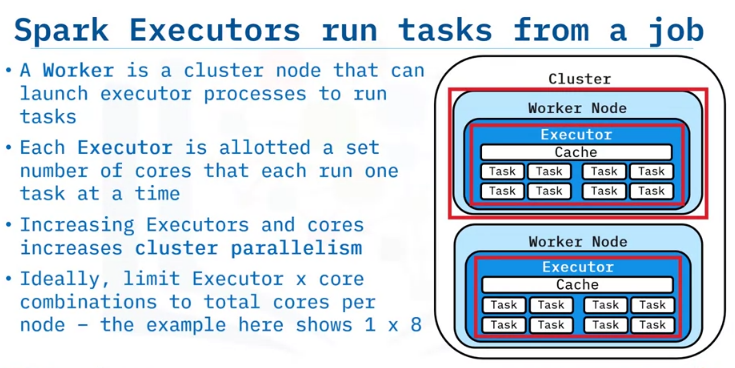 Spark Executors run tasks from a job
• A Worker is a cluster node that can
launch executor processes to run
tasks
• Each Executor is allotted a set
number of cores that each run one
task at a time
• Increasing Executors and cores
increases cluster parallelism
• Ideally, limit Executor x core
combinations to total cores per
node – the example here shows 1 x 8
Cluster
Worker Node
Executor
Cache
Task Task Task Task
Task Task Task Task
Worker Node
Executor
Cache
Task Task Task Task
Task Task Task Task